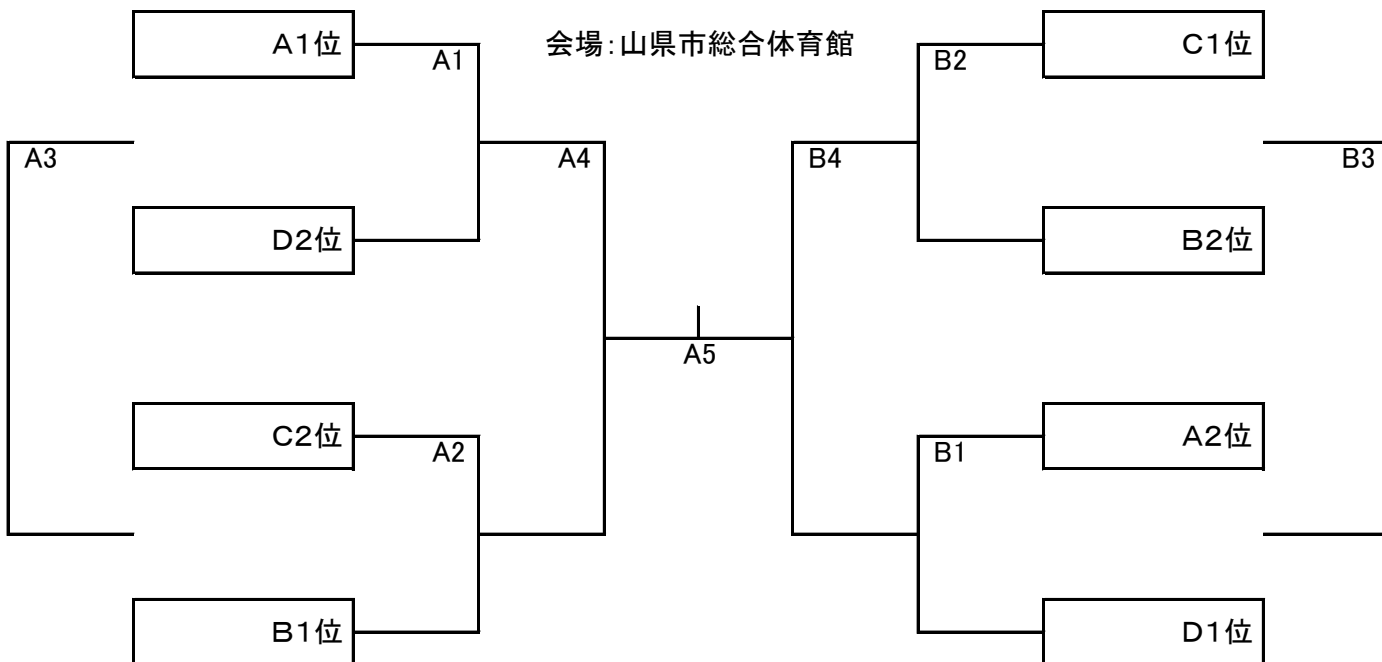 会場：山県市総合体育館
A1位
A1
B2
C1位
A3
A4
B4
B3
D2位
B2位
A5
C2位
A2
B1
A2位
B1位
D1位